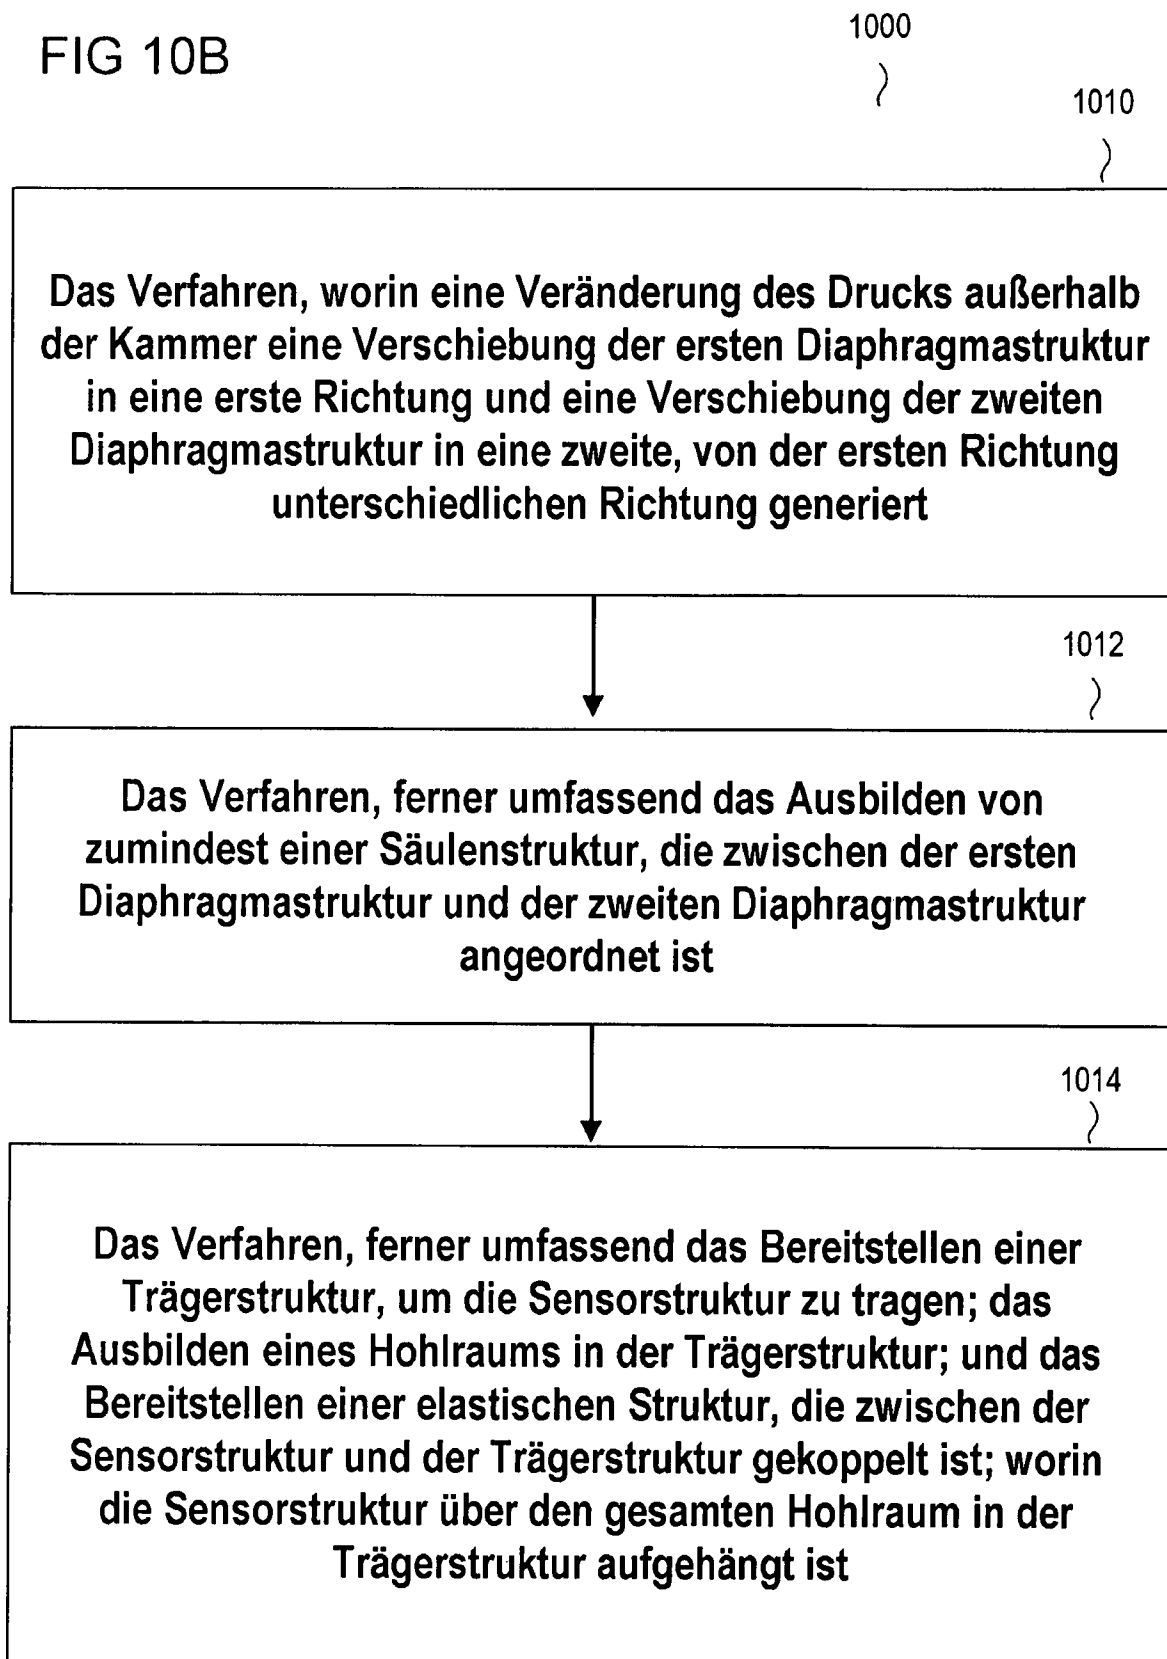 FIG 10B
1000
1010
Das Verfahren, worin eine Veränderung des Drucks außerhalb
der Kammer eine Verschiebung der ersten Diaphragmastruktur
in eine erste Richtung und eine Verschiebung der zweiten
Diaphragmastruktur in eine zweite, von der ersten Richtung
unterschiedlichen Richtung generiert
1012
Das Verfahren, ferner umfassend das Ausbilden von
zumindest einer Säulenstruktur, die zwischen der ersten
Diaphragmastruktur und der zweiten Diaphragmastruktur
angeordnet ist
1014
Das Verfahren, ferner umfassend das Bereitstellen einer
Trägerstruktur, um die Sensorstruktur zu tragen; das
Ausbilden eines Hohlraums in der Trägerstruktur; und das
Bereitstellen einer elastischen Struktur, die zwischen der
Sensorstruktur und der Trägerstruktur gekoppelt ist; worin
die Sensorstruktur über den gesamten Hohlraum in der
Trägerstruktur aufgehängt ist